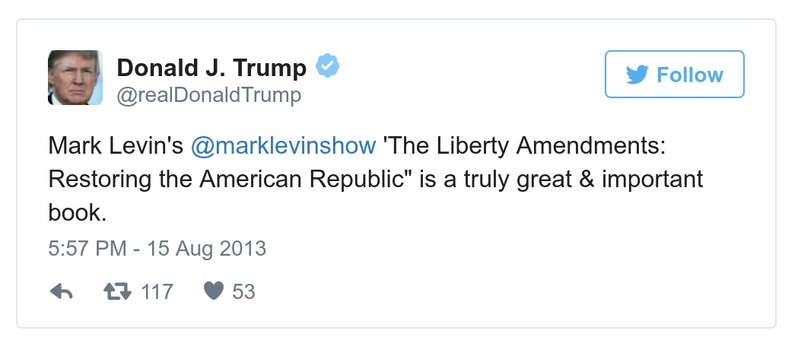 Donald J. Trump
@realDonaldTrump
Follow
Mark Levin's @marklevinshow 'The Liberty Amendments:
Restoring the American Republic" is a truly great & important
book.
5:57 PM - 15 Aug 2013
117 53